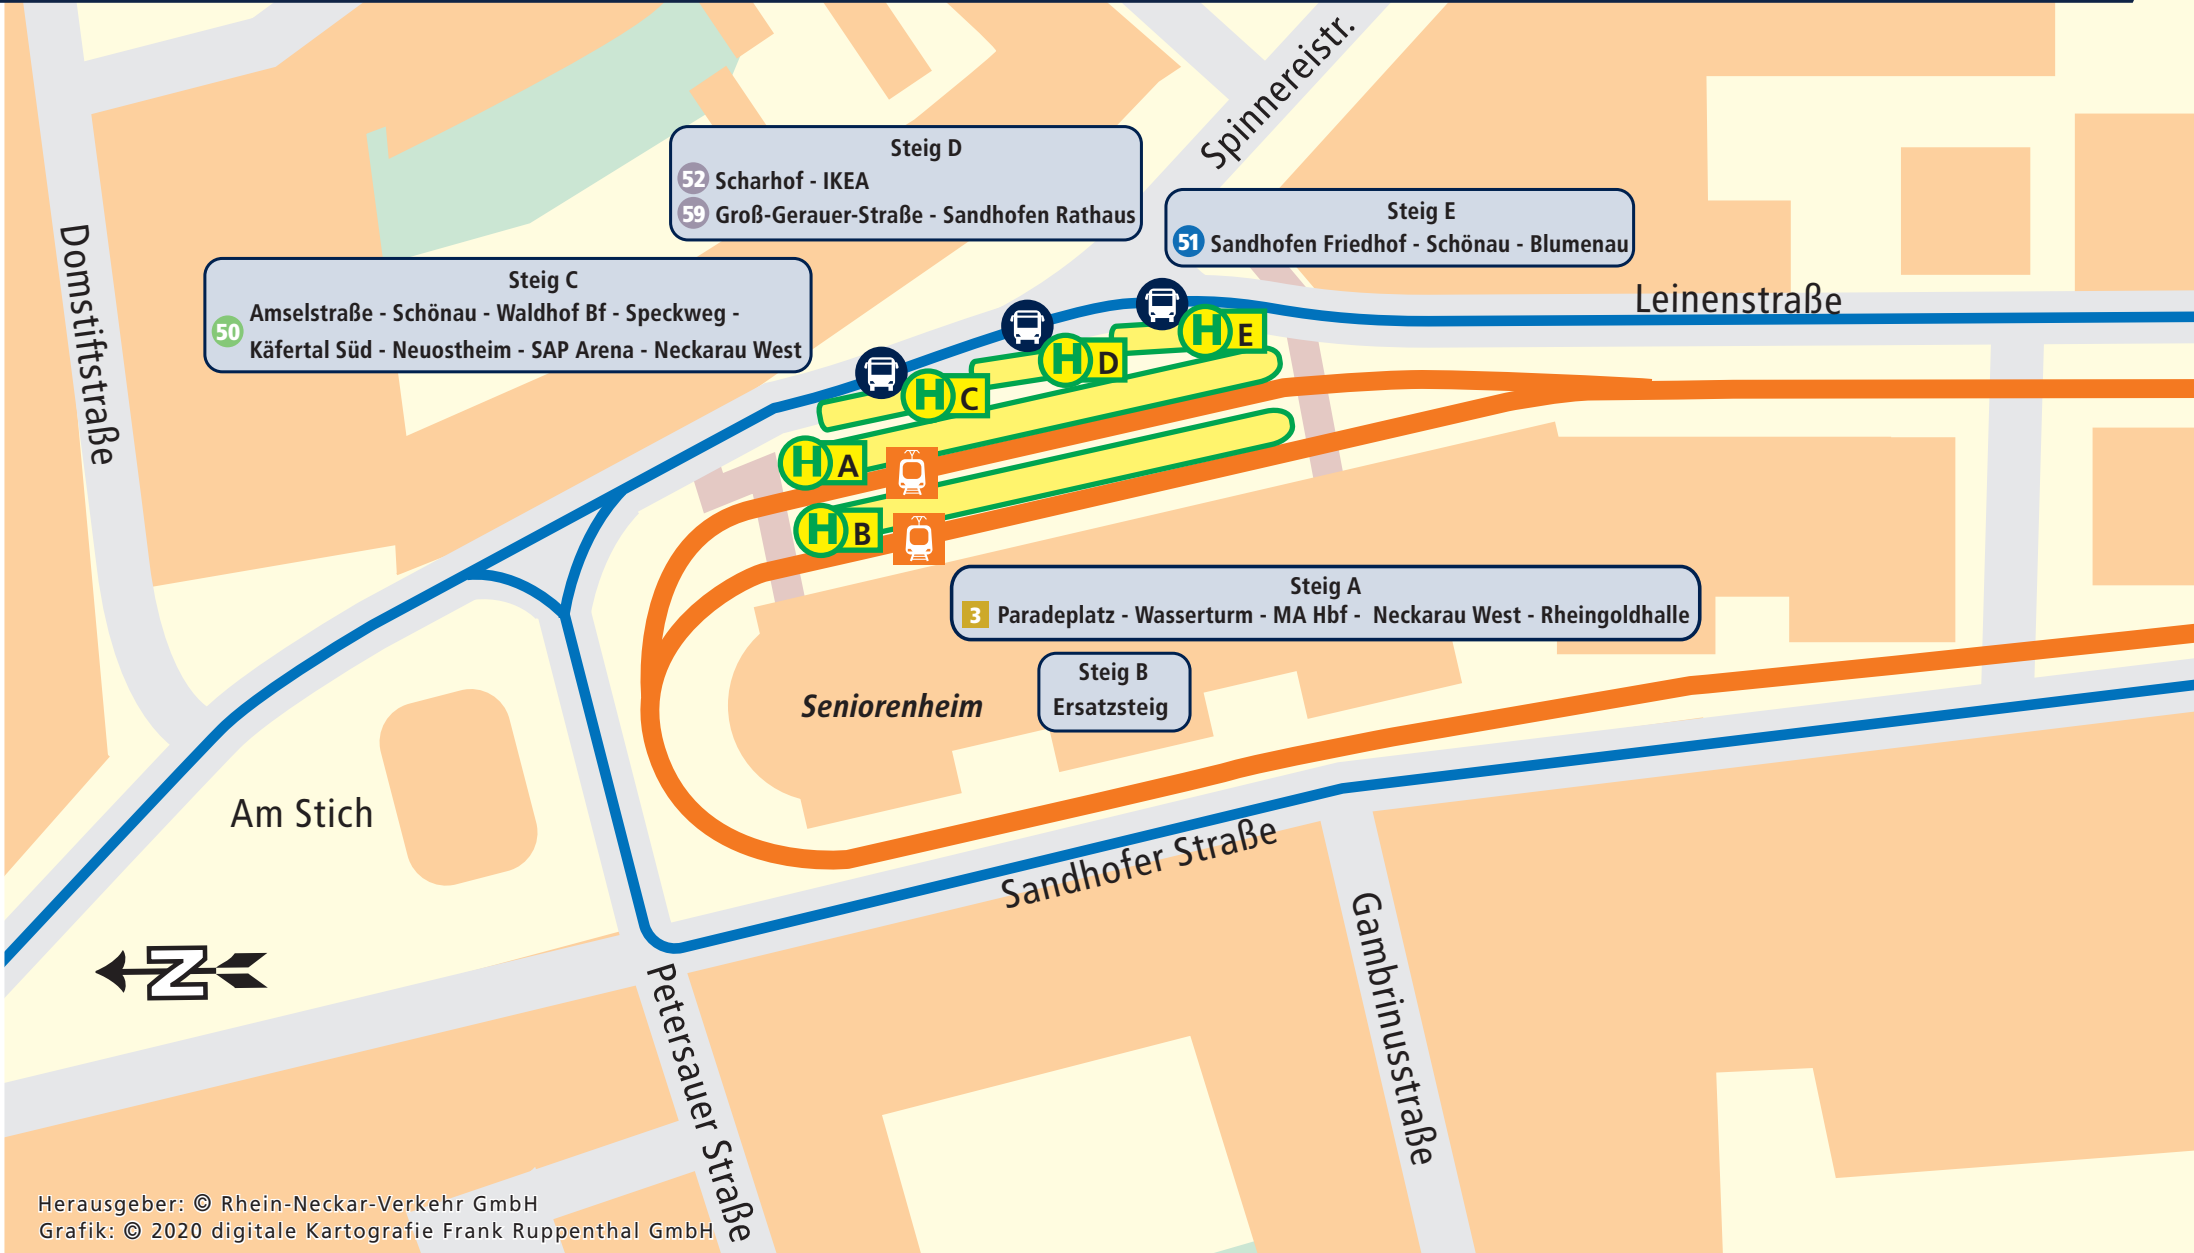 Spinnereistr.
Steig D
52 Scharhof - IKEA
59 Groß-Gerauer-Straße - Sandhofen Rathaus
Steig E
51 Sandhofen Friedhof - Schönau - Blumenau
Domstiftstraße
Steig C
50 Amselstraße - Schönau - Waldhof Bf - Speckweg -
Käfertal Süd - Neuostheim - SAP Arena - Neckarau West
Leinenstraße
H E
H D
H C
H A
H B
Steig A
3 Paradeplatz - Wasserturm - MA Hbf - Neckarau West - Rheingoldhalle
Steig B
Ersatzsteig
Seniorenheim
Am Stich
Sandhofer Straße
N
Petersauer Straße
Gambrinusstraße
Herausgeber: © Rhein-Neckar-Verkehr GmbH
Grafik: © 2020 digitale Kartografie Frank Ruppenthal GmbH